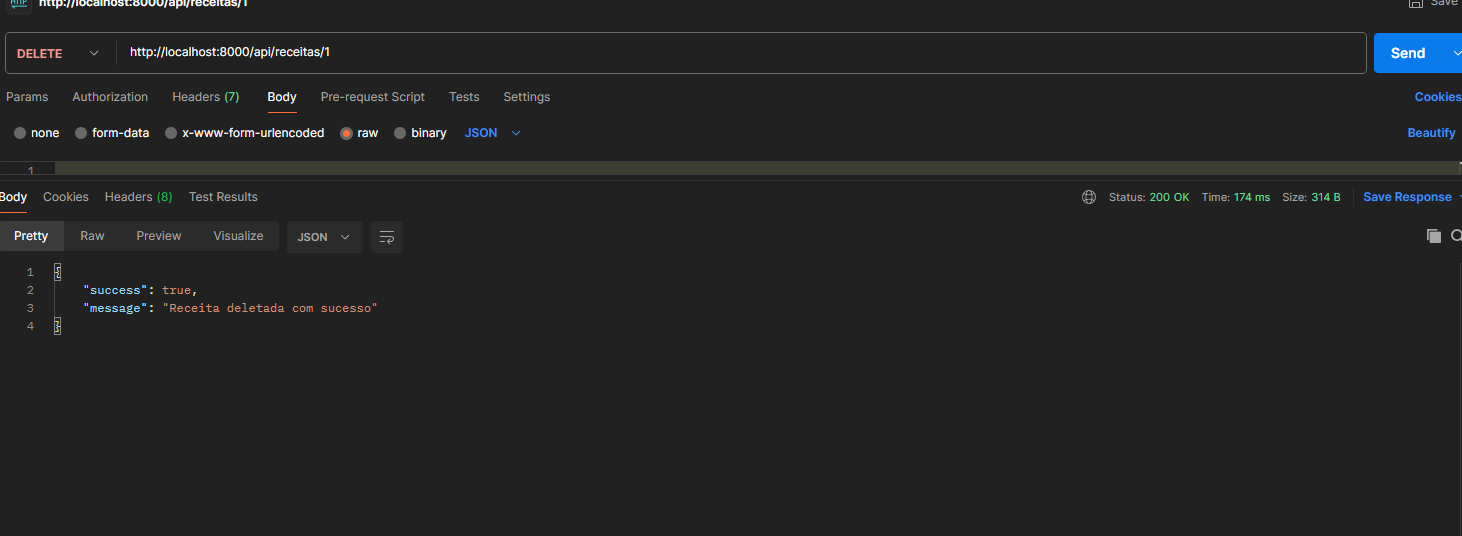 HTTP http://localhost:8000/api/receitas/1 Save
DELETE http://localhost:8000/api/receitas/1 Send
Params Authorization Headers (7) Body Pre-request Script Tests Settings Cookies
none form-data x-www-form-urlencoded raw binary JSON Beautify
1
Body Cookies Headers (8) Test Results Status: 200 OK Time: 174 ms Size: 314 B Save Response
Pretty Raw Preview Visualize JSON
1 {
2 "success": true,
3 "message": "Receita deletada com sucesso"
4 }